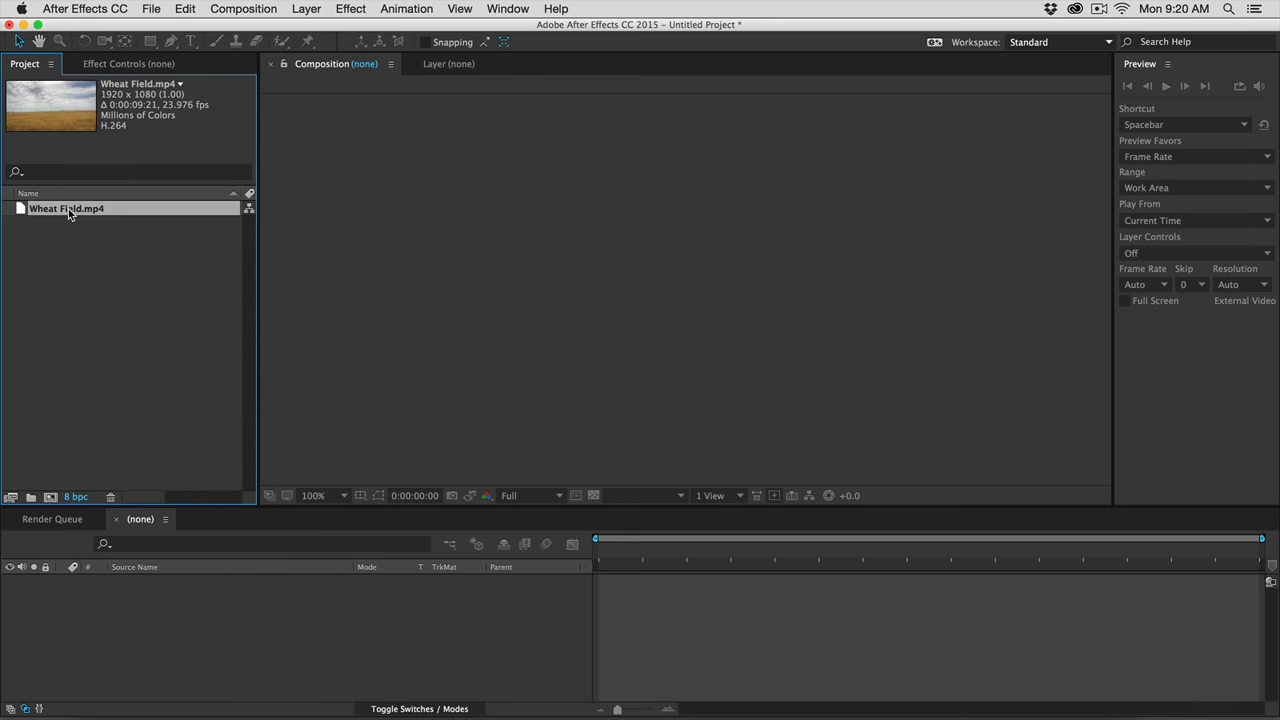 After Effects CC File Edit Composition Layer Effect Animation View Window Help Mon 9:20 AM
Adobe After Effects CC 2015 – Untitled Project *
Snapping Workspace: Standard Search Help
Project Effect Controls (none) Composition (none) Layer (none) Preview
Wheat Field.mp4
1920 x 1080 (1.00)
Δ 0:00:09:21, 23.976 fps
Millions of Colors
H.264
Shortcut
Spacebar
Preview Favors
Frame Rate
Range
Work Area
Play From
Current Time
Layer Controls
Off
Frame Rate Skip Resolution
Auto 0 Auto
Full Screen External Video
Name
Wheat Field.mp4
8 bpc 100% 0:00:00:00 Full 1 View +0.0
Render Queue (none)
# Source Name Mode T TrkMat Parent
Toggle Switches / Modes